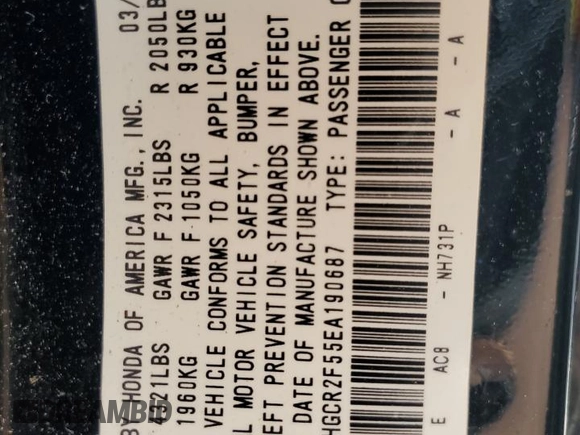 BY HONDA OF AMERICA MFG., INC. 03/
4321LBS GAWR F 2315LBS R 2050LB
1960KG GAWR F 1050KG R 930KG
VEHICLE CONFORMS TO ALL APPLICABLE
L MOTOR VEHICLE SAFETY, BUMPER,
EFT PREVENTION STANDARDS IN EFFECT
DATE OF MANUFACTURE SHOWN ABOVE.
HGCR2F55EA190687 TYPE: PASSENGER C
E AC8 - NH731P - A - A